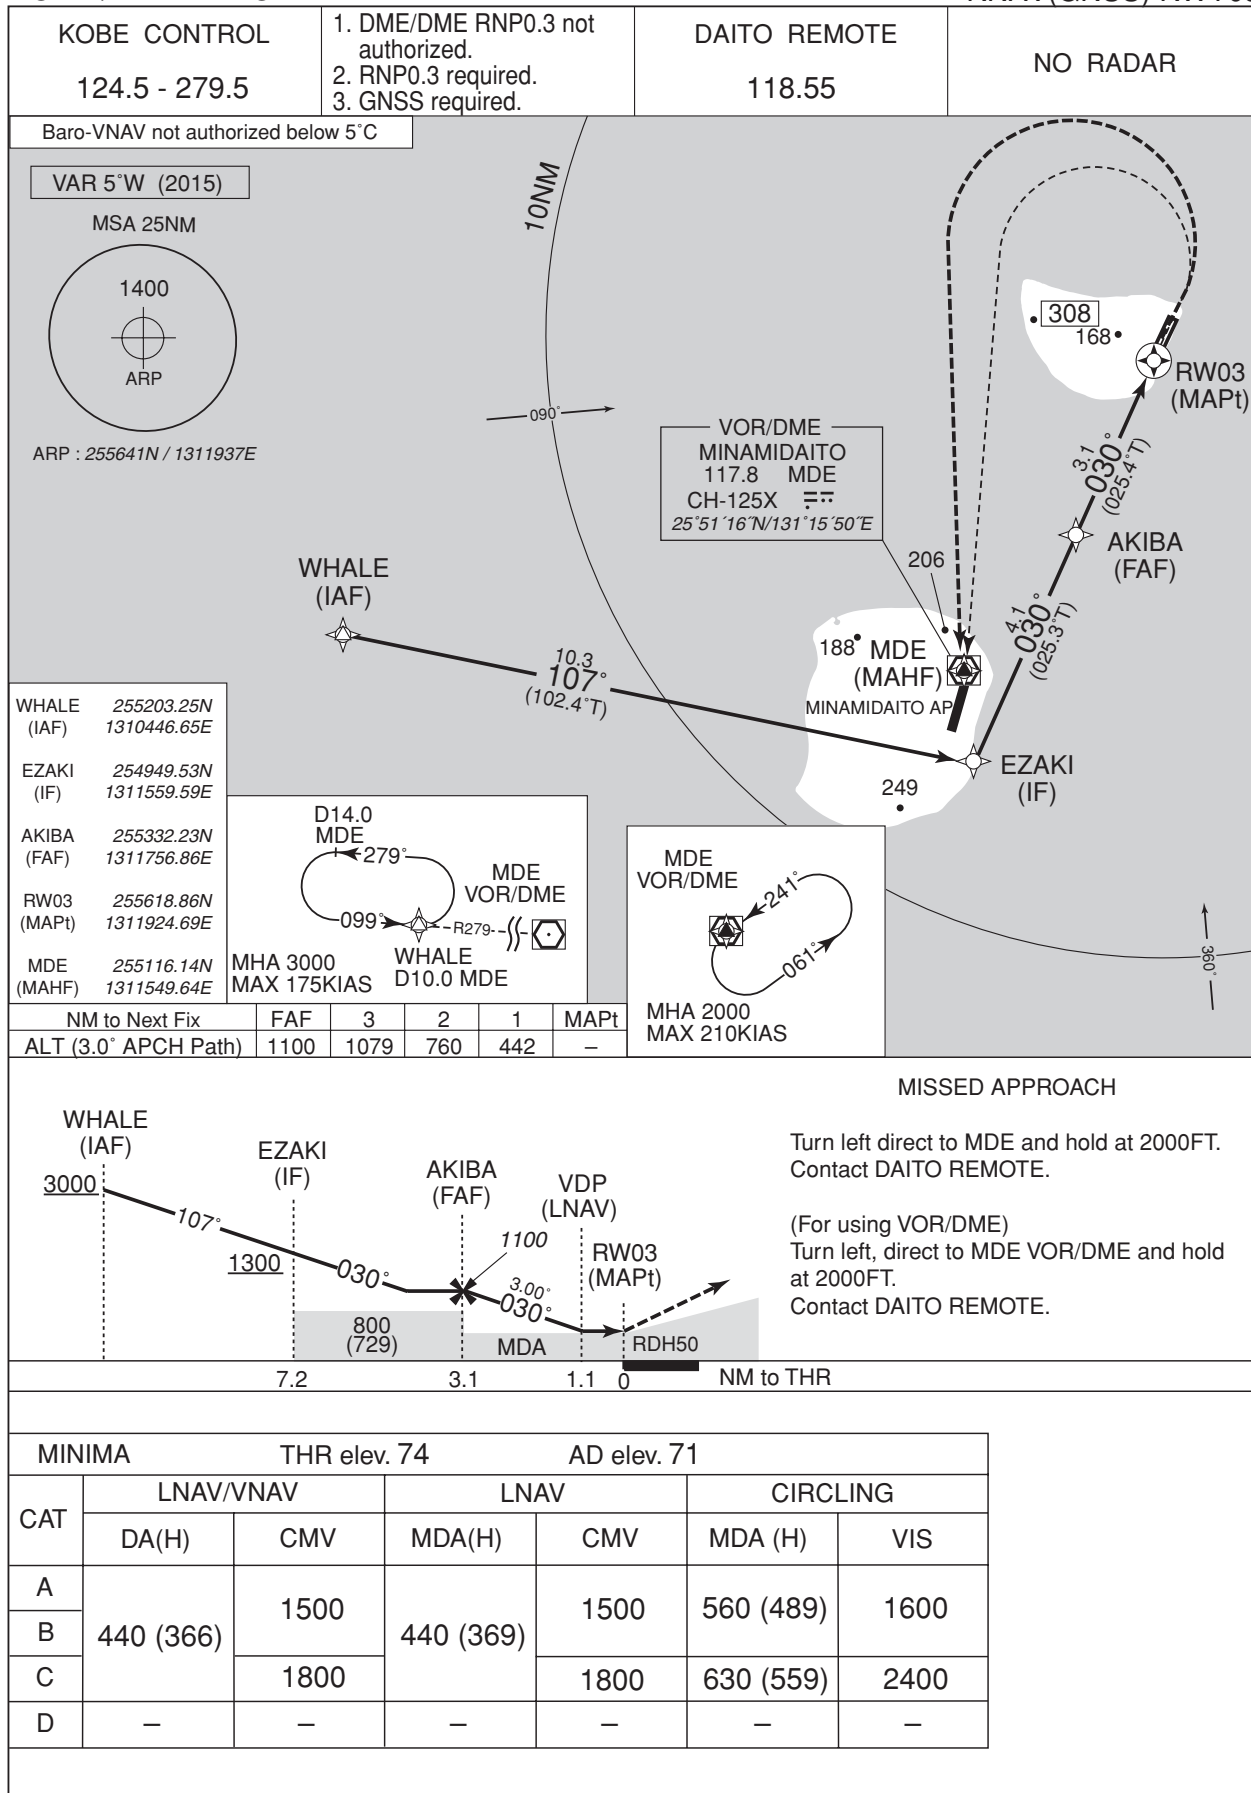 KOBE CONTROL
124.5 - 279.5
1. DME/DME RNP0.3 not
authorized.
2. RNP0.3 required.
3. GNSS required.
DAITO REMOTE
118.55
NO RADAR
Baro-VNAV not authorized below 5˚C
VAR 5˚W (2015)
MSA 25NM
1400
ARP
ARP : 255641N / 1311937E
10NM
090˚
308
168
RW03
(MAPt)
VOR/DME
MINAMIDAITO
117.8 MDE
CH-125X
25˚51´16˝N/131˚15´50˝E
3.1
030˚
(025.4˚T)
AKIBA
(FAF)
206
WHALE
(IAF)
4.1
030˚
(025.3˚T)
188
MDE
(MAHF)
MINAMIDAITO AP
10.3
107˚
(102.4˚T)
EZAKI
(IF)
249
360˚
WHALE 255203.25N
(IAF) 1310446.65E
EZAKI 254949.53N
(IF) 1311559.59E
AKIBA 255332.23N
(FAF) 1311756.86E
RW03 255618.86N
(MAPt) 1311924.69E
MDE 255116.14N
(MAHF) 1311549.64E
D14.0
MDE
279˚
099˚
R279
MDE
VOR/DME
WHALE
D10.0 MDE
MHA 3000
MAX 175KIAS
MDE
VOR/DME
241˚
061˚
MHA 2000
MAX 210KIAS
NM to Next Fix FAF 3 2 1 MAPt
ALT (3.0˚ APCH Path) 1100 1079 760 442 –
WHALE
(IAF)
3000
107˚
EZAKI
(IF)
1300
030˚
AKIBA
(FAF)
1100
3.00˚
030˚
VDP
(LNAV)
RW03
(MAPt)
800
(729)
MDA
RDH50
7.2 3.1 1.1 0 NM to THR
MISSED APPROACH
Turn left direct to MDE and hold at 2000FT.
Contact DAITO REMOTE.
(For using VOR/DME)
Turn left, direct to MDE VOR/DME and hold
at 2000FT.
Contact DAITO REMOTE.
MINIMA THR elev. 74 AD elev. 71
CAT LNAV/VNAV LNAV CIRCLING
DA(H) CMV MDA(H) CMV MDA (H) VIS
A
B 440 (366) 1500 440 (369) 1500 560 (489) 1600
C 1800 1800 630 (559) 2400
D – – – – – –